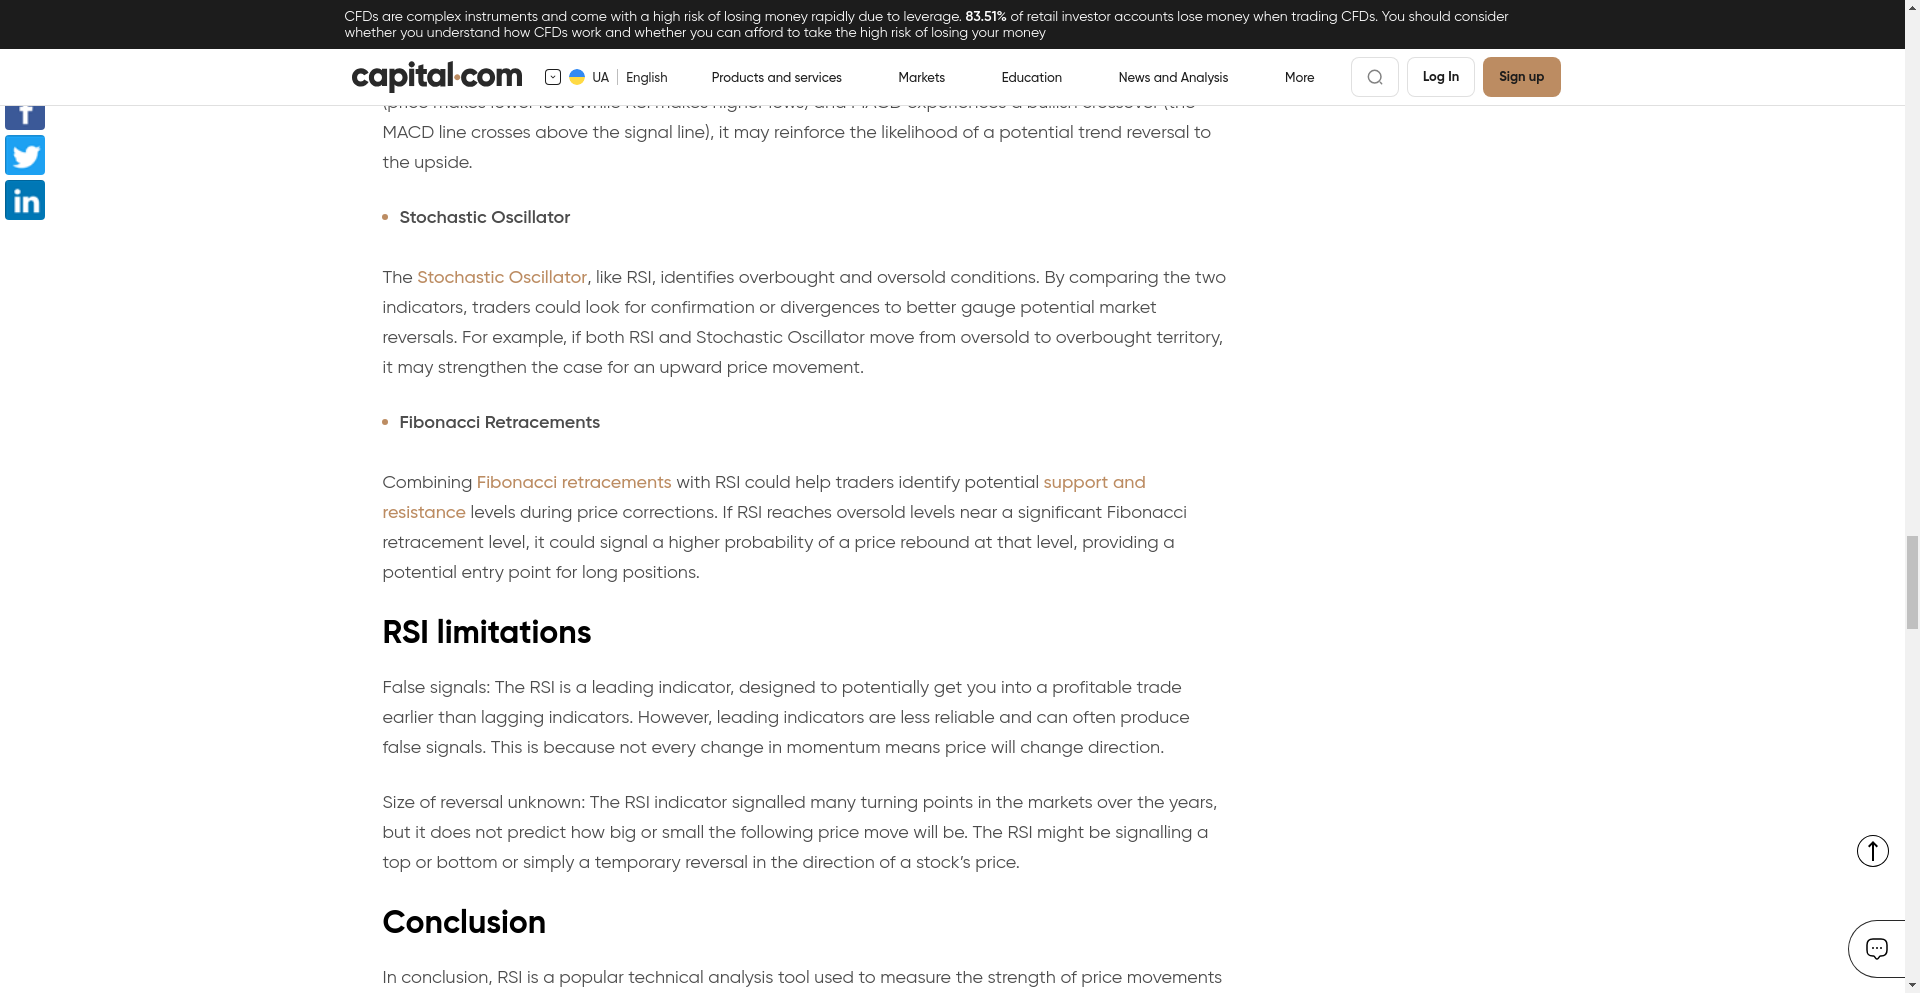 CFDs are complex instruments and come with a high risk of losing money rapidly due to leverage. 83.51% of retail investor accounts lose money when trading CFDs. You should consider
whether you understand how CFDs work and whether you can afford to take the high risk of losing your money
capital.com
UA
English
Products and services
Markets
Education
News and Analysis
More
Log In
Sign up
(price makes lower lows while RSI makes higher lows) and MACD experiences a bullish crossover (the
MACD line crosses above the signal line), it may reinforce the likelihood of a potential trend reversal to
the upside.
Stochastic Oscillator
The Stochastic Oscillator, like RSI, identifies overbought and oversold conditions. By comparing the two
indicators, traders could look for confirmation or divergences to better gauge potential market
reversals. For example, if both RSI and Stochastic Oscillator move from oversold to overbought territory,
it may strengthen the case for an upward price movement.
Fibonacci Retracements
Combining Fibonacci retracements with RSI could help traders identify potential support and
resistance levels during price corrections. If RSI reaches oversold levels near a significant Fibonacci
retracement level, it could signal a higher probability of a price rebound at that level, providing a
potential entry point for long positions.
RSI limitations
False signals: The RSI is a leading indicator, designed to potentially get you into a profitable trade
earlier than lagging indicators. However, leading indicators are less reliable and can often produce
false signals. This is because not every change in momentum means price will change direction.
Size of reversal unknown: The RSI indicator signalled many turning points in the markets over the years,
but it does not predict how big or small the following price move will be. The RSI might be signalling a
top or bottom or simply a temporary reversal in the direction of a stock’s price.
Conclusion
In conclusion, RSI is a popular technical analysis tool used to measure the strength of price movements